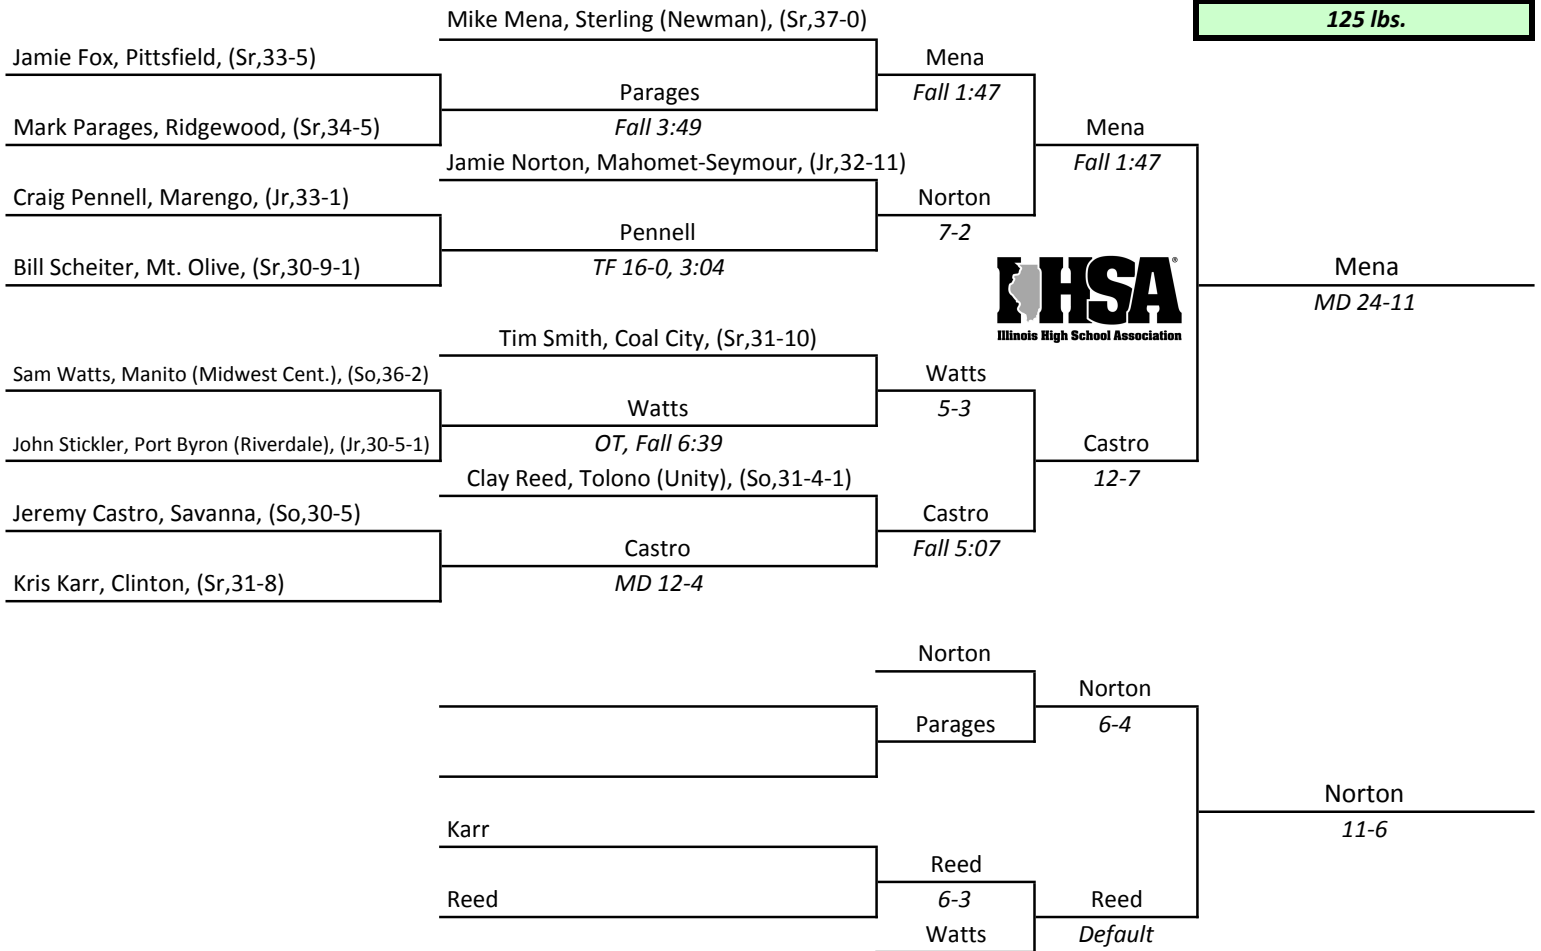 Mike Mena, Sterling (Newman), (Sr,37-0)
125 lbs.
Jamie Fox, Pittsfield, (Sr,33-5)
Mena
Parages
Fall 1:47
Mark Parages, Ridgewood, (Sr,34-5)
Fall 3:49
Mena
Jamie Norton, Mahomet-Seymour, (Jr,32-11)
Fall 1:47
Craig Pennell, Marengo, (Jr,33-1)
Norton
Pennell
7-2
Bill Scheiter, Mt. Olive, (Sr,30-9-1)
TF 16-0, 3:04
IHSA®
Illinois High School Association
Mena
MD 24-11
Tim Smith, Coal City, (Sr,31-10)
Sam Watts, Manito (Midwest Cent.), (So,36-2)
Watts
Watts
5-3
John Stickler, Port Byron (Riverdale), (Jr,30-5-1)
OT, Fall 6:39
Castro
Clay Reed, Tolono (Unity), (So,31-4-1)
12-7
Jeremy Castro, Savanna, (So,30-5)
Castro
Castro
Fall 5:07
Kris Karr, Clinton, (Sr,31-8)
MD 12-4
Norton
Norton
Parages
6-4
Norton
Karr
11-6
Reed
Reed
6-3
Reed
Watts
Default